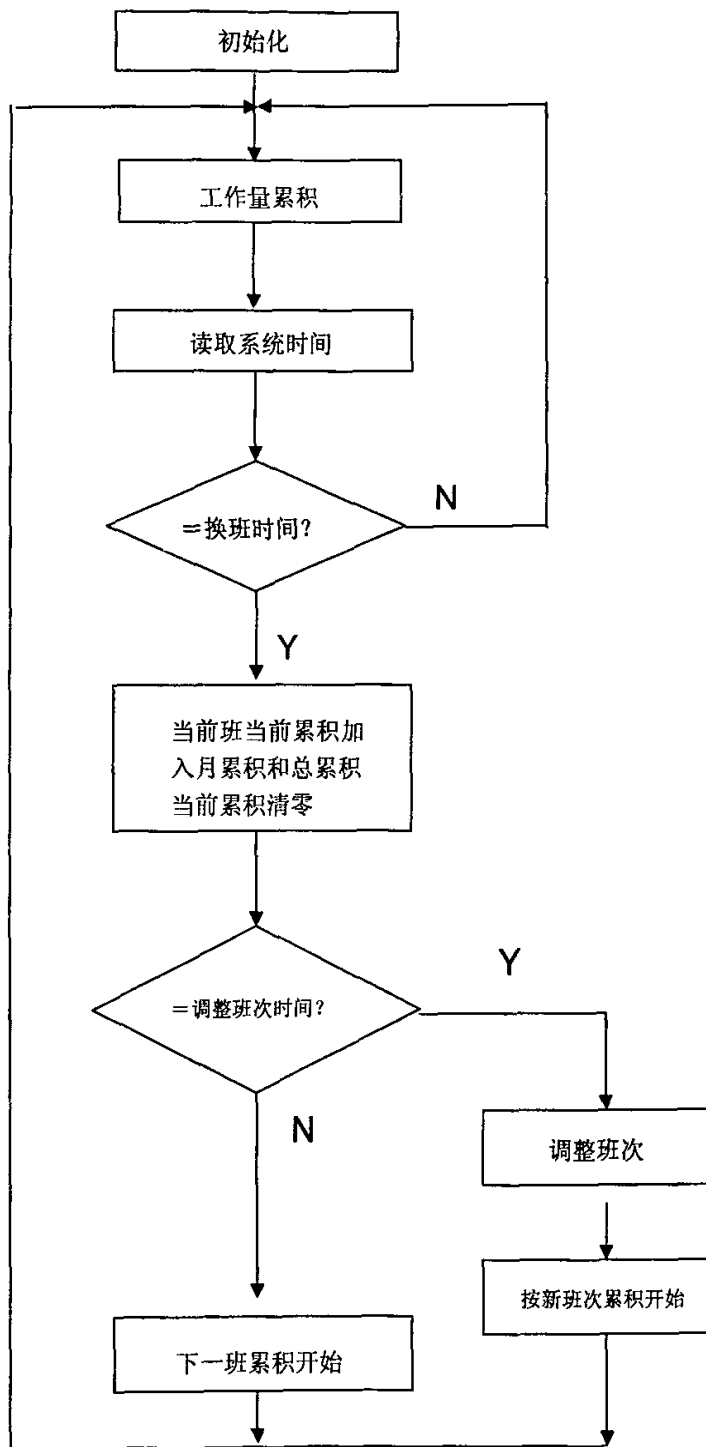 初始化
工作量累积
读取系统时间
＝换班时间？
N
Y
当前班当前累积加
入月累积和总累积
当前累积清零
＝调整班次时间？
Y
N
调整班次
按新班次累积开始
下一班累积开始